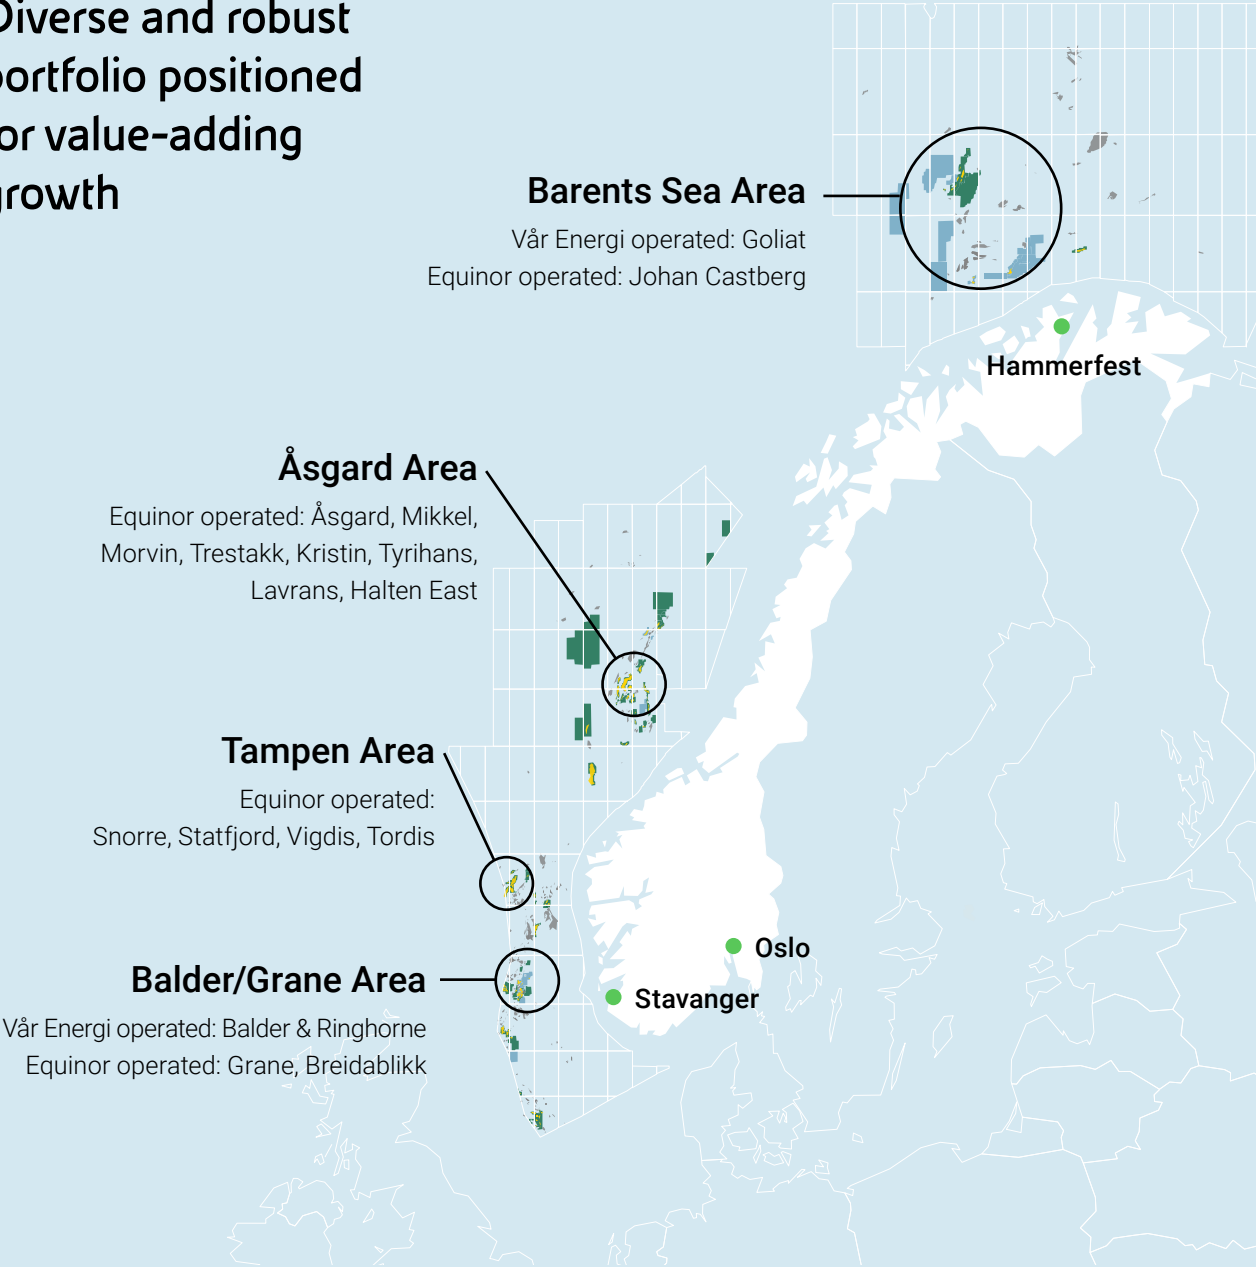 Diverse and robust
portfolio positioned
for value-adding
growth
Barents Sea Area
Vår Energi operated: Goliat
Equinor operated: Johan Castberg
Hammerfest
Åsgard Area
Equinor operated: Åsgard, Mikkel,
Morvin, Trestakk, Kristin, Tyrihans,
Lavrans, Halten East
Tampen Area
Equinor operated:
Snorre, Statfjord, Vigdis, Tordis
Oslo
Balder/Grane Area
Stavanger
Vår Energi operated: Balder & Ringhorne
Equinor operated: Grane, Breidablikk